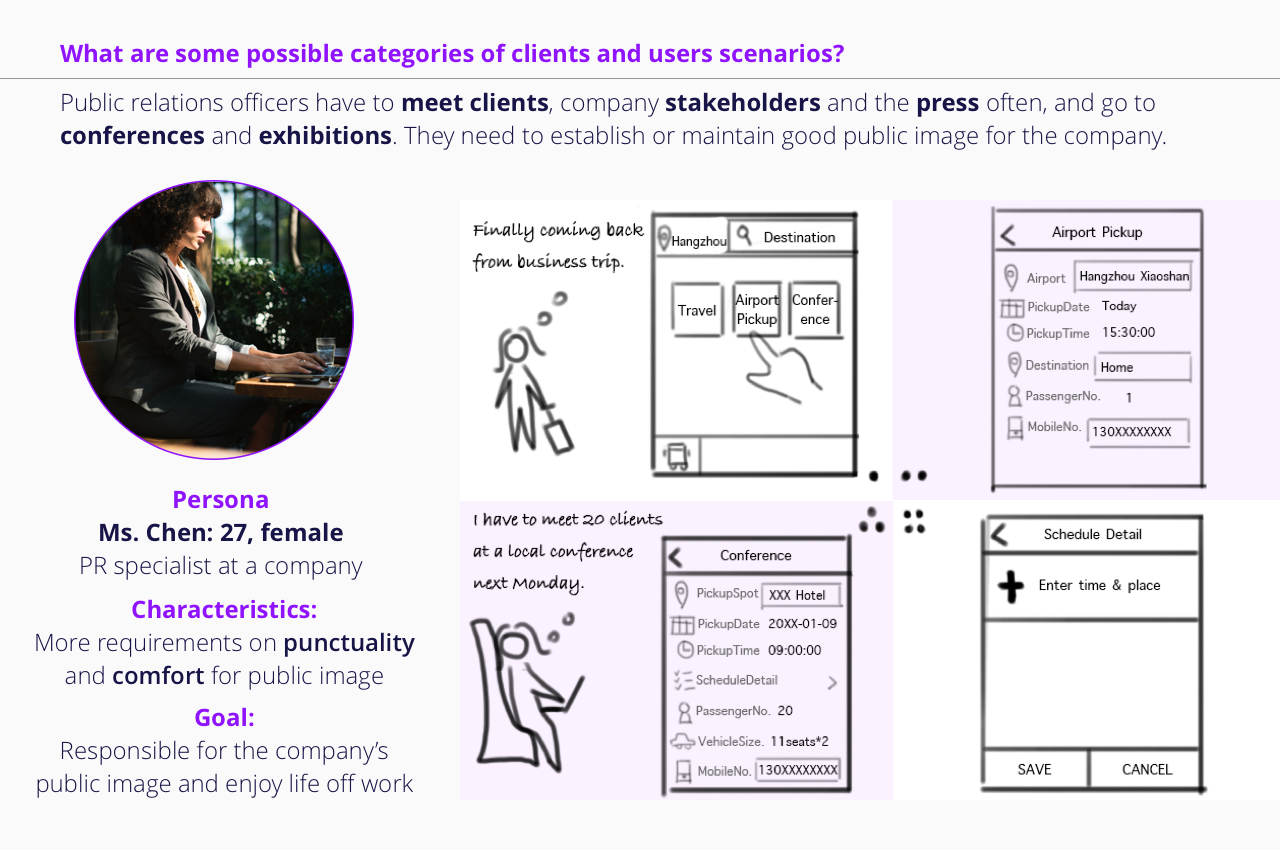 What are some possible categories of clients and users scenarios?
Public relations officers have to meet clients, company stakeholders and the press often, and go to
conferences and exhibitions. They need to establish or maintain good public image for the company.
Persona
Ms. Chen: 27, female
PR specialist at a company
Characteristics:
More requirements on punctuality
and comfort for public image
Goal:
Responsible for the company’s
public image and enjoy life off work
Finally coming back
from business trip.
Hangzhou
Destination
Travel
Airport
Pickup
Confer-
ence
Airport Pickup
Airport Hangzhou Xiaoshan
PickupDate Today
PickupTime 15:30:00
Destination Home
PassengerNo. 1
MobileNo. 130XXXXXXXX
I have to meet 20 clients
at a local conference
next Monday.
Conference
PickupSpot XXX Hotel
PickupDate 20XX-01-09
PickupTime 09:00:00
ScheduleDetail
PassengerNo. 20
VehicleSize. 11seats*2
MobileNo. 130XXXXXXXX
Schedule Detail
Enter time & place
SAVE
CANCEL